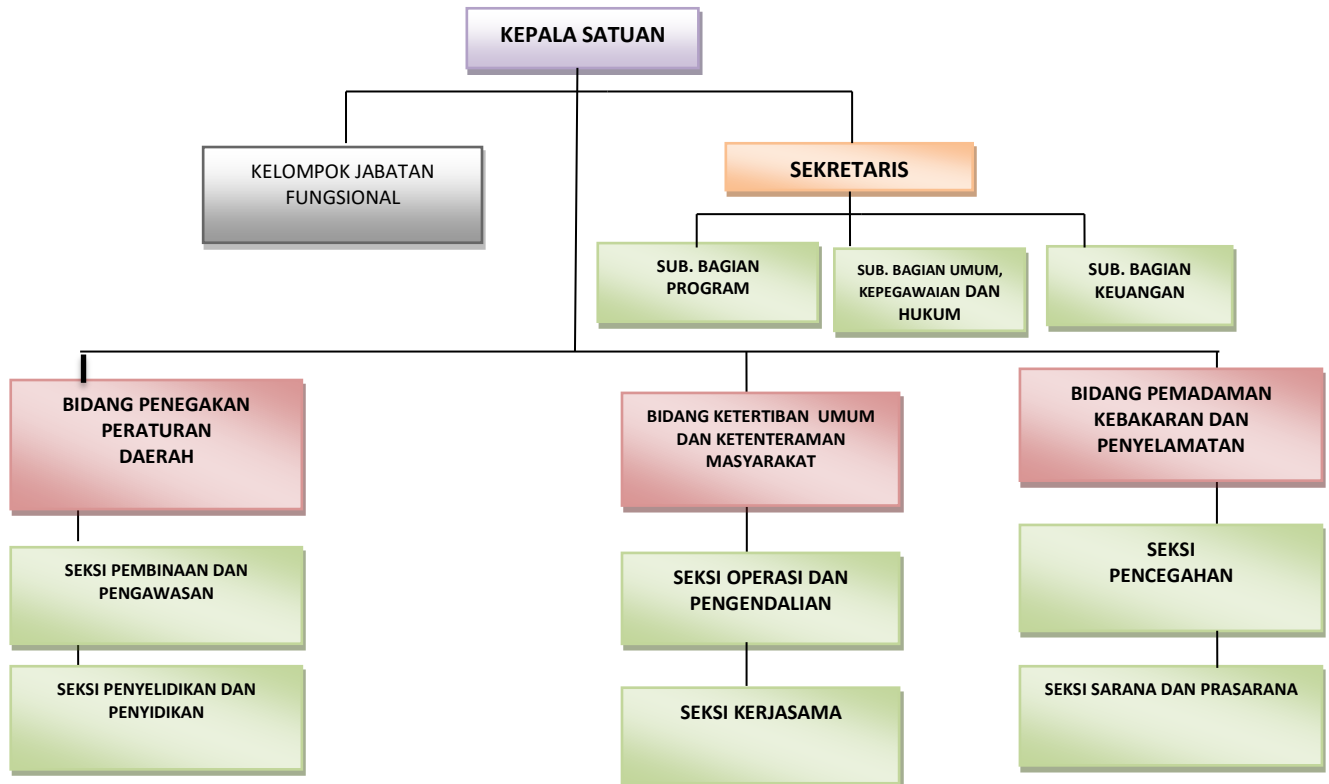 KEPALA SATUAN
KELOMPOK JABATAN
FUNGSIONAL
SEKRETARIS
SUB. BAGIAN
PROGRAM
SUB. BAGIAN UMUM,
KEPEGAWAIAN DAN
HUKUM
SUB. BAGIAN
KEUANGAN
BIDANG PENEGAKAN
PERATURAN
DAERAH
BIDANG KETERTIBAN UMUM
DAN KETENTERAMAN
MASYARAKAT
BIDANG PEMADAMAN
KEBAKARAN DAN
PENYELAMATAN
SEKSI PEMBINAAN DAN
PENGAWASAN
SEKSI OPERASI DAN
PENGENDALIAN
SEKSI
PENCEGAHAN
SEKSI PENYELIDIKAN DAN
PENYIDIKAN
SEKSI KERJASAMA
SEKSI SARANA DAN PRASARANA